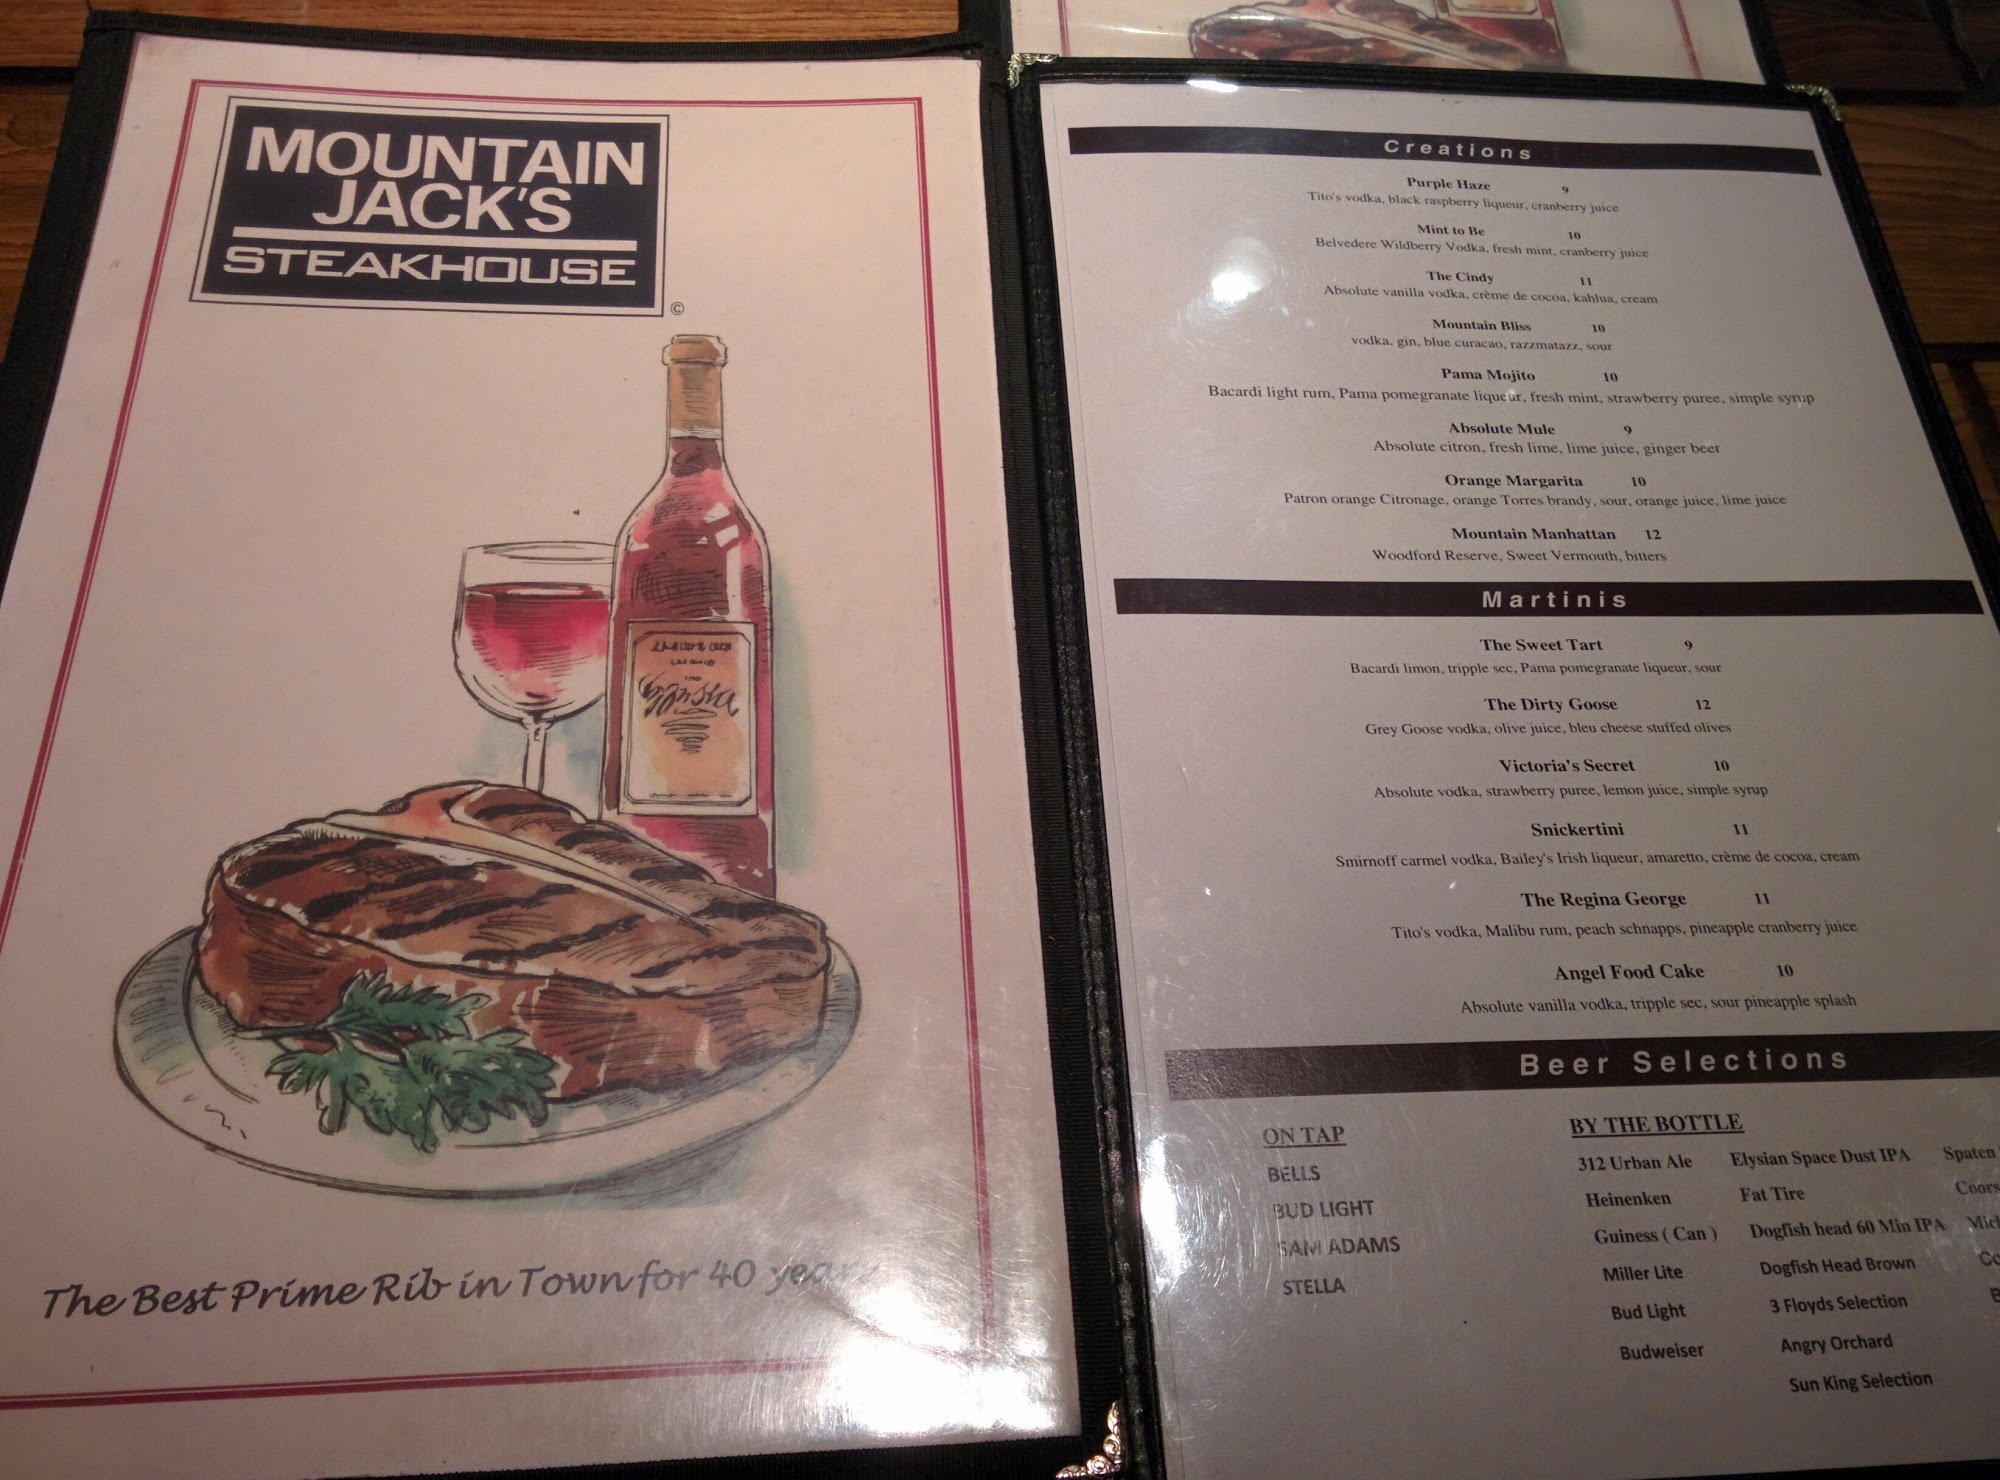 MOUNTAIN
JACK'S
STEAKHOUSE
©
The Best Prime Rib in Town for 40 years
Creations
Purple Haze 9
Tito's vodka, black raspberry liqueur, cranberry juice
Mint to Be 10
Belvedere Wildberry Vodka, fresh mint, cranberry juice
The Cindy 11
Absolute vanilla vodka, crème de cocoa, kahlua, cream
Mountain Bliss 10
vodka, gin, blue curacao, razzmatazz, sour
Pama Mojito 10
Bacardi light rum, Pama pomegranate liqueur, fresh mint, strawberry puree, simple syrup
Absolute Mule 9
Absolute citron, fresh lime, lime juice, ginger beer
Orange Margarita 10
Patron orange Citronage, orange Torres brandy, sour, orange juice, lime juice
Mountain Manhattan 12
Woodford Reserve, Sweet Vermouth, bitters
Martinis
The Sweet Tart 9
Bacardi limon, tripple sec, Pama pomegranate liqueur, sour
The Dirty Goose 12
Grey Goose vodka, olive juice, bleu cheese stuffed olives
Victoria's Secret 10
Absolute vodka, strawberry puree, lemon juice, simple syrup
Snickertini 11
Smirnoff carmel vodka, Bailey's Irish liqueur, amaretto, crème de cocoa, cream
The Regina George 11
Tito's vodka, Malibu rum, peach schnapps, pineapple cranberry juice
Angel Food Cake 10
Absolute vanilla vodka, tripple sec, sour pineapple splash
Beer Selections
ON TAP
BELLS
BUD LIGHT
SAM ADAMS
STELLA
BY THE BOTTLE
312 Urban Ale Elysian Space Dust IPA Spaten
Heinenken Fat Tire Coors
Guiness ( Can ) Dogfish head 60 Min IPA
Miller Lite Dogfish Head Brown
Bud Light 3 Floyds Selection
Budweiser Angry Orchard
Sun King Selection